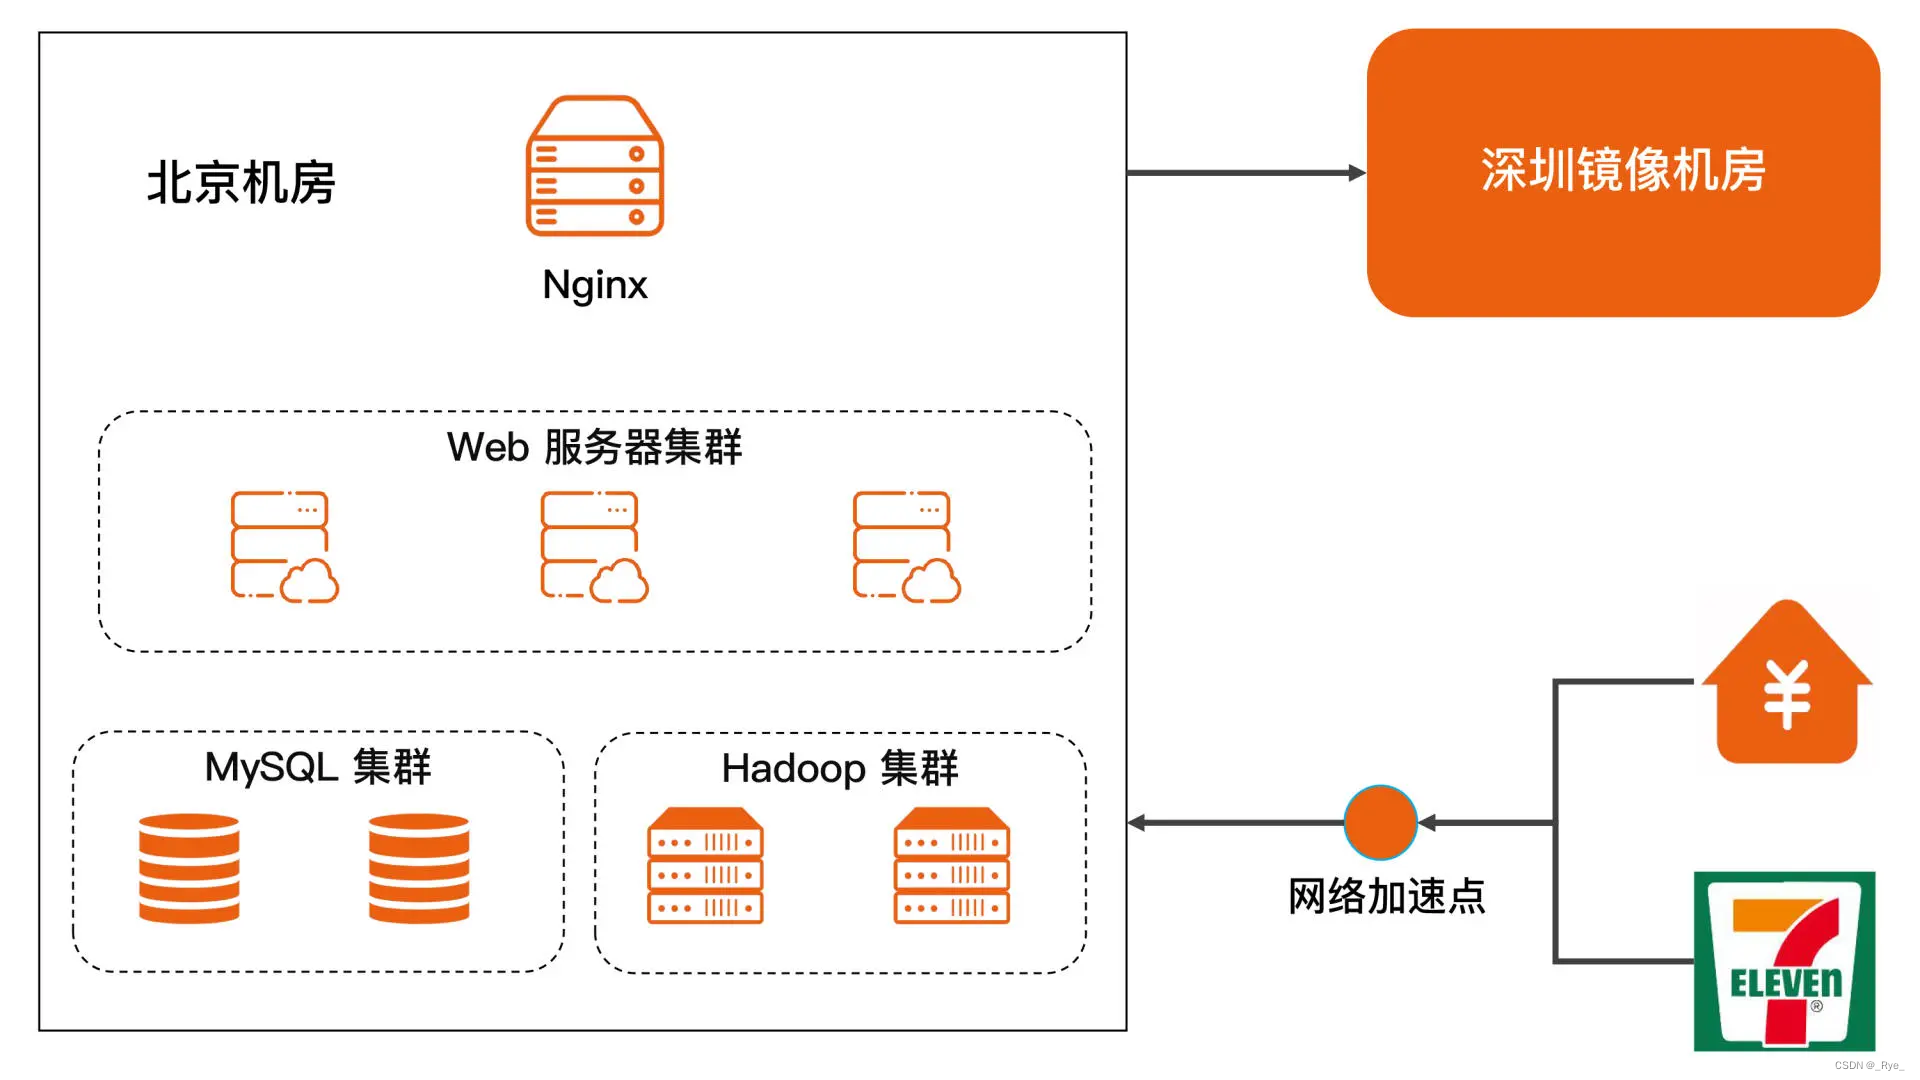 北京机房
Nginx
深圳镜像机房
Web 服务器集群
MySQL 集群
Hadoop 集群
¥
网络加速点
7
ELEVEn
®
CSDN @_Rye_